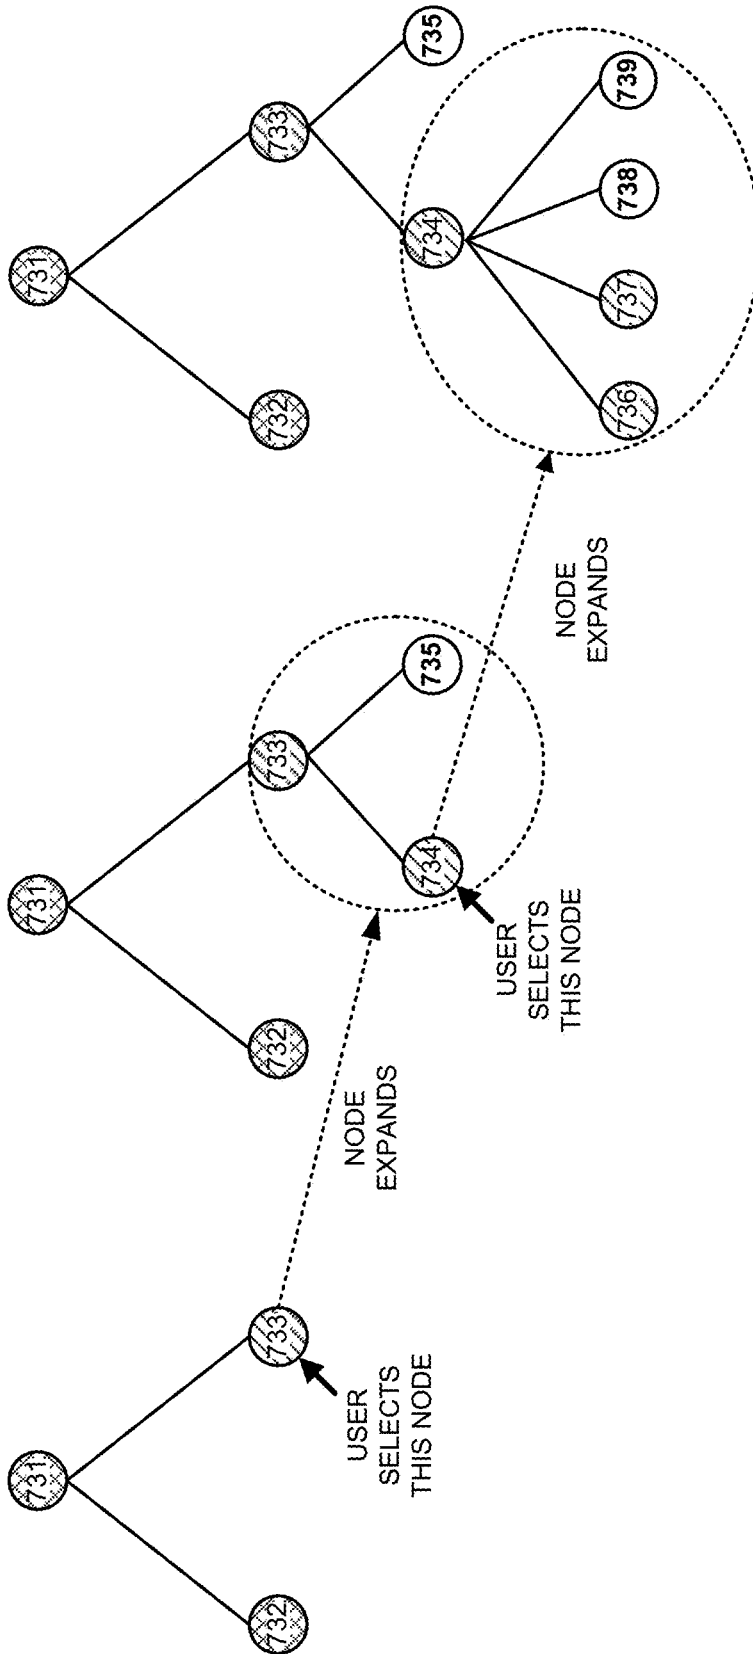 731
732
733
USER
SELECTS
THIS NODE
NODE
EXPANDS
731
732
733
734
735
USER
SELECTS
THIS NODE
NODE
EXPANDS
731
732
733
734
735
736
737
738
739